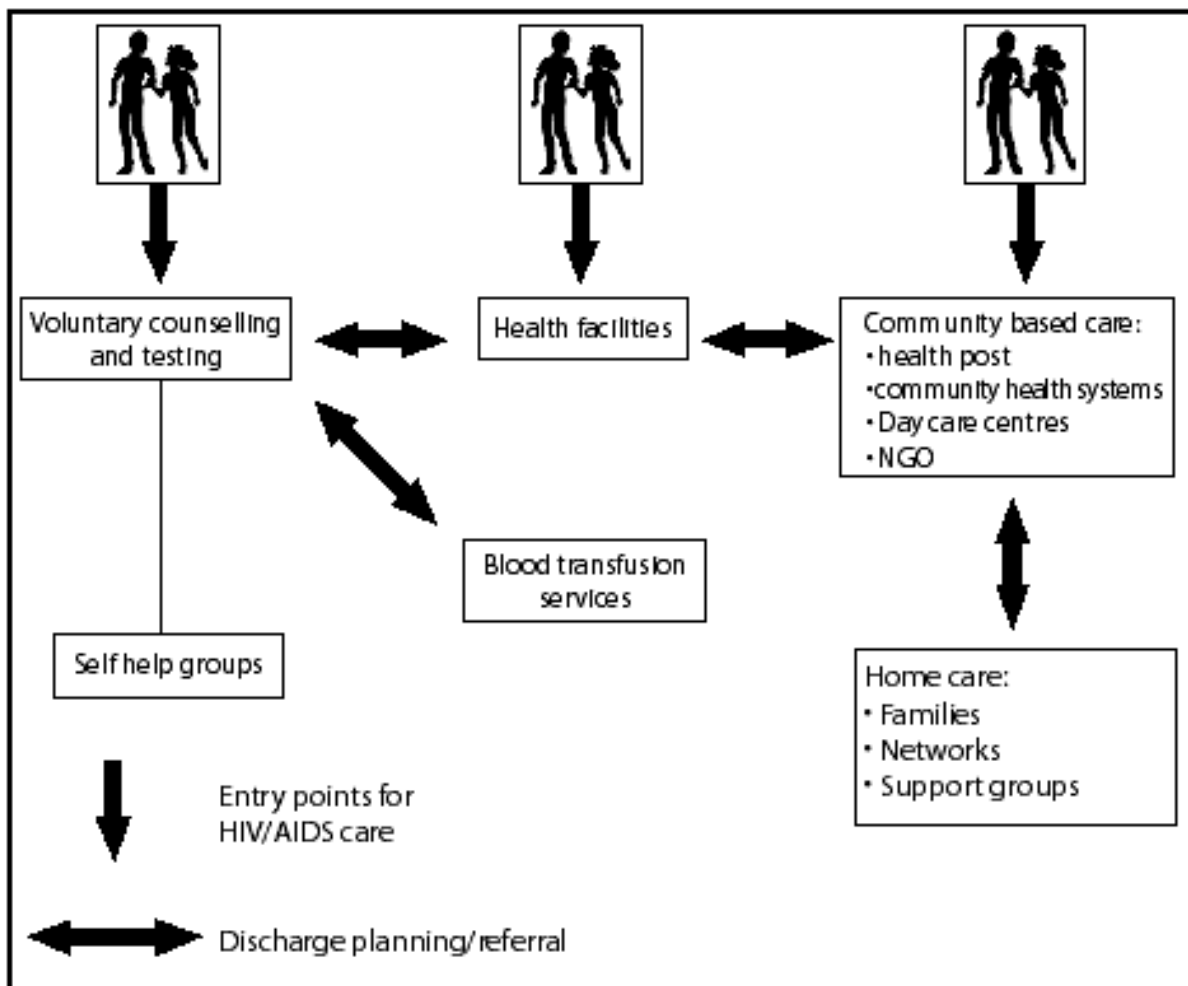 Voluntary counselling
and testing
Health facilities
Community based care:
•health post
•community health systems
•Day care centres
•NGO
Blood transfusion
services
Self help groups
Home care:
• Families
• Networks
• Support groups
Entry points for
HIV/AIDS care
Discharge planning/referral